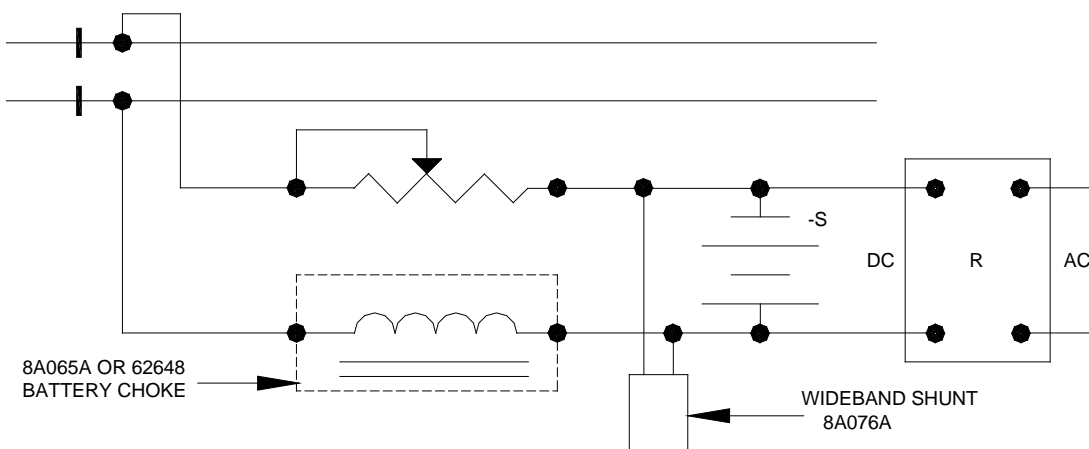 -S
DC
R
AC
8A065A OR 62648
BATTERY CHOKE
WIDEBAND SHUNT
8A076A